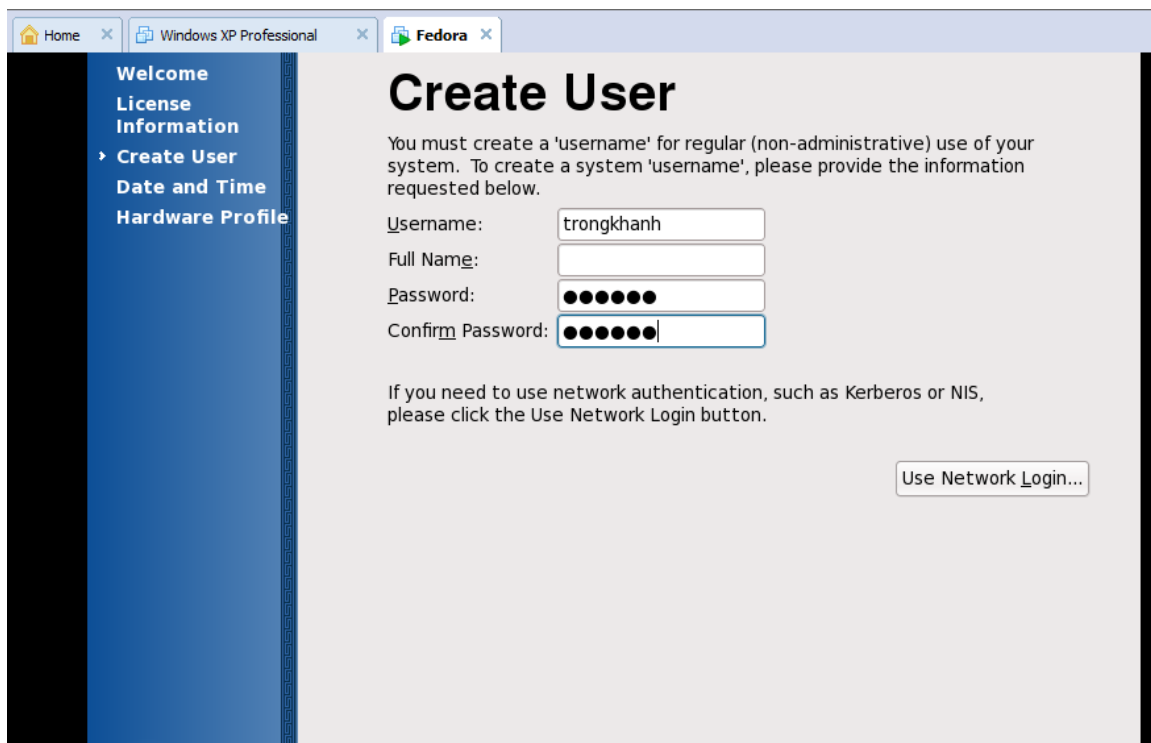 Home
Windows XP Professional
Fedora
Welcome
License
Information
Create User
Date and Time
Hardware Profile
Create User
You must create a 'username' for regular (non-administrative) use of your
system.  To create a system 'username', please provide the information
requested below.
Username:
trongkhanh
Full Name:
Password:
●●●●●●
Confirm Password:
●●●●●●
If you need to use network authentication, such as Kerberos or NIS,
please click the Use Network Login button.
Use Network Login...